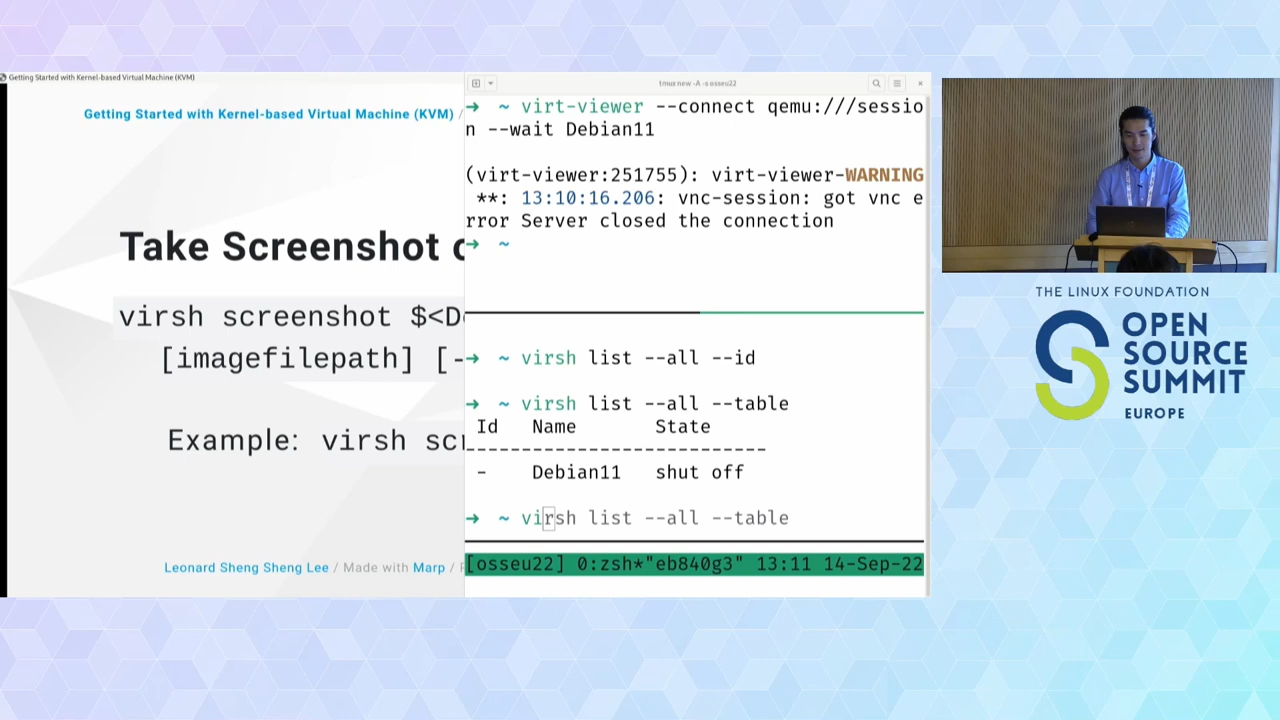 Getting Started with Kernel-based Virtual Machine (KVM)
Getting Started with Kernel-based Virtual Machine (KVM) /
Take Screenshot
virsh screenshot $<D
[imagefilepath] [-
Example: virsh scr
Leonard Sheng Sheng Lee / Made with Marp /
tmux new -A -s osseu22
→ ~ virt-viewer --connect qemu:///sessio
n --wait Debian11
(virt-viewer:251755): virt-viewer-WARNING
**: 13:10:16.206: vnc-session: got vnc e
rror Server closed the connection
→ ~
→ ~ virsh list --all --id
→ ~ virsh list --all --table
Id Name State
---------------------------
- Debian11 shut off
→ ~ virsh list --all --table
[osseu22] 0:zsh*"eb840g3" 13:11 14-Sep-22
THE LINUX FOUNDATION
OPEN
SOURCE
SUMMIT
EUROPE